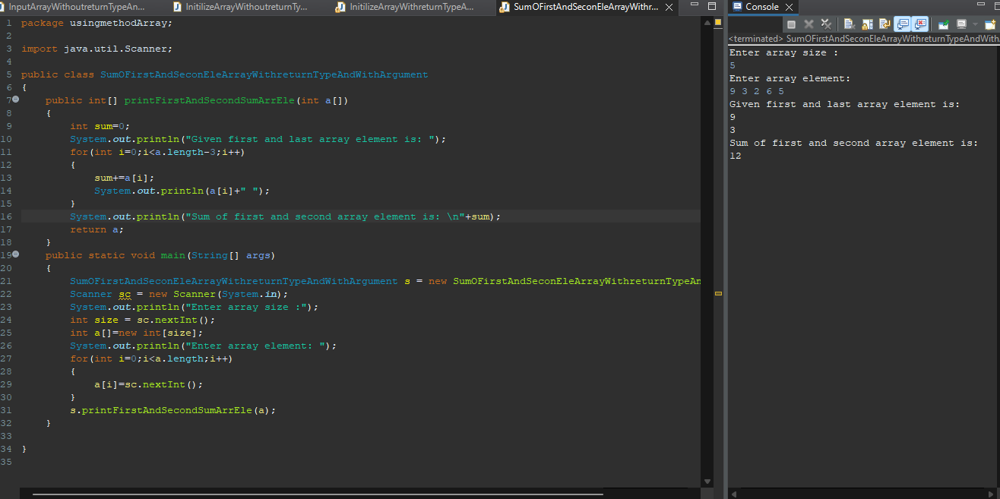 InputArrayWithoutreturnTypeAn...
InitilizeArrayWithoutreturnTy...
InitilizeArrayWithreturnTypeA...
SumOFirstAndSeconEleArrayWithr...
1 package usingmethodArray;
2
3 import java.util.Scanner;
4
5 public class SumOFirstAndSeconEleArrayWithreturnTypeAndWithArgument
6 {
7 public int[] printFirstAndSecondSumArrEle(int a[])
8 {
9 int sum=0;
10 System.out.println("Given first and last array element is: ");
11 for(int i=0;i<a.length-3;i++)
12 {
13 sum+=a[i];
14 System.out.println(a[i]+" ");
15 }
16 System.out.println("Sum of first and second array element is: \n"+sum);
17 return a;
18 }
19 public static void main(String[] args)
20 {
21 SumOFirstAndSeconEleArrayWithreturnTypeAndWithArgument s = new SumOFirstAndSeconEleArrayWithreturnTypeAn
22 Scanner sc = new Scanner(System.in);
23 System.out.println("Enter array size :");
24 int size = sc.nextInt();
25 int a[]=new int[size];
26 System.out.println("Enter array element: ");
27 for(int i=0;i<a.length;i++)
28 {
29 a[i]=sc.nextInt();
30 }
31 s.printFirstAndSecondSumArrEle(a);
32 }
33
34 }
35
Console
<terminated> SumOFirstAndSeconEleArrayWithreturnTypeAndWith
Enter array size :
5
Enter array element:
9 3 2 6 5
Given first and last array element is:
9
3
Sum of first and second array element is:
12